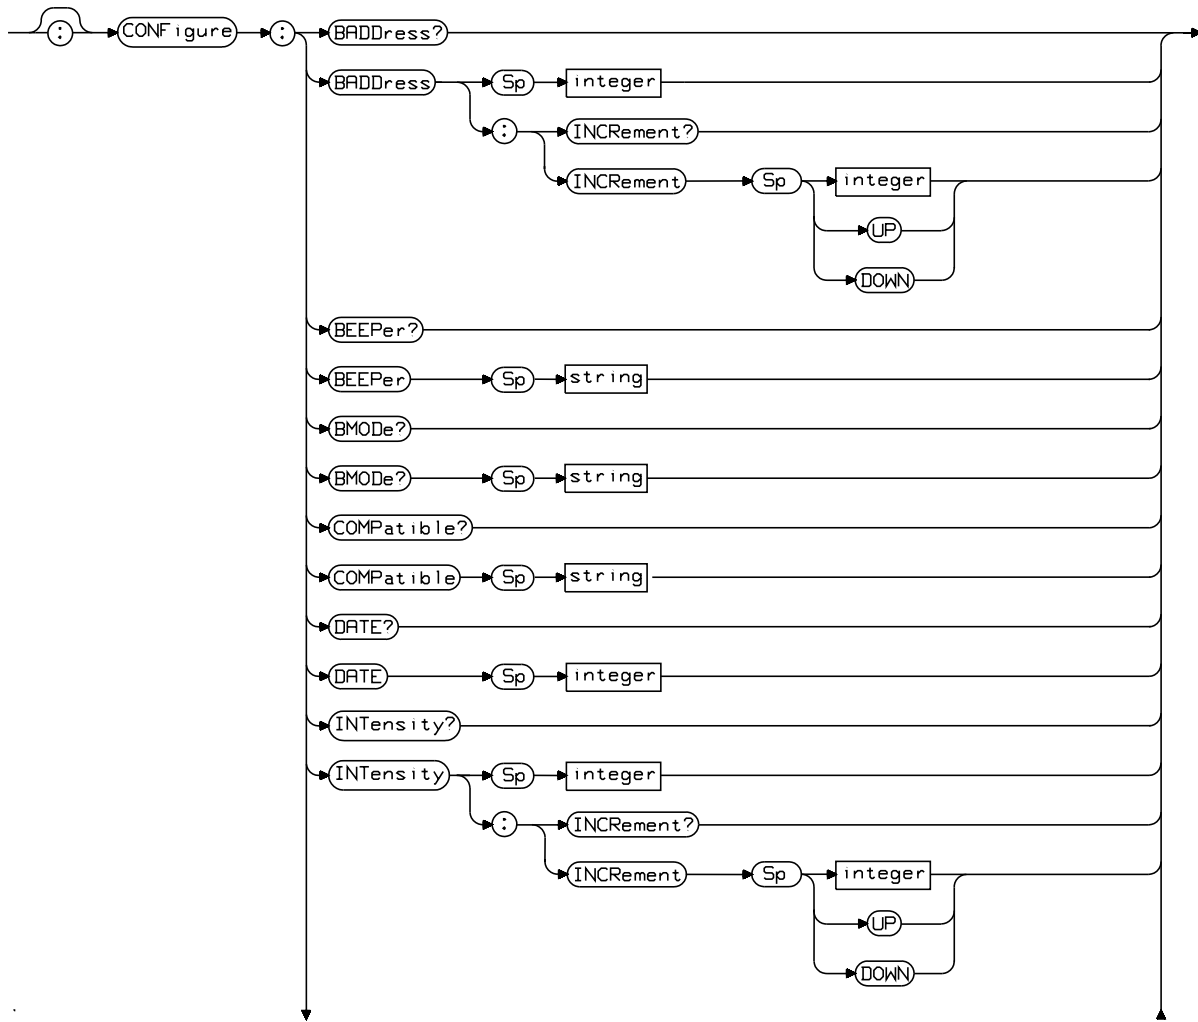 : CONFigure : BADDress?
BADDress Sp integer
: INCRement?
INCRement Sp integer
UP
DOWN
BEEPer?
BEEPer Sp string
BMODe?
BMODe? Sp string
COMPatible?
COMPatible Sp string
DATE?
DATE Sp integer
INTensity?
INTensity Sp integer
: INCRement?
INCRement Sp integer
UP
DOWN